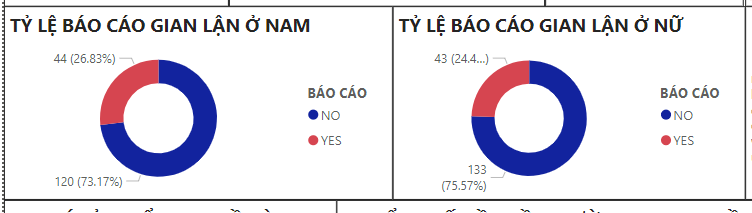 TỶ LỆ BÁO CÁO GIAN LẬN Ở NAM
44 (26.83%)
120 (73.17%)
BÁO CÁO
NO
YES
TỶ LỆ BÁO CÁO GIAN LẬN Ở NỮ
43 (24.4...)
133
(75.57%)
BÁO CÁO
NO
YES